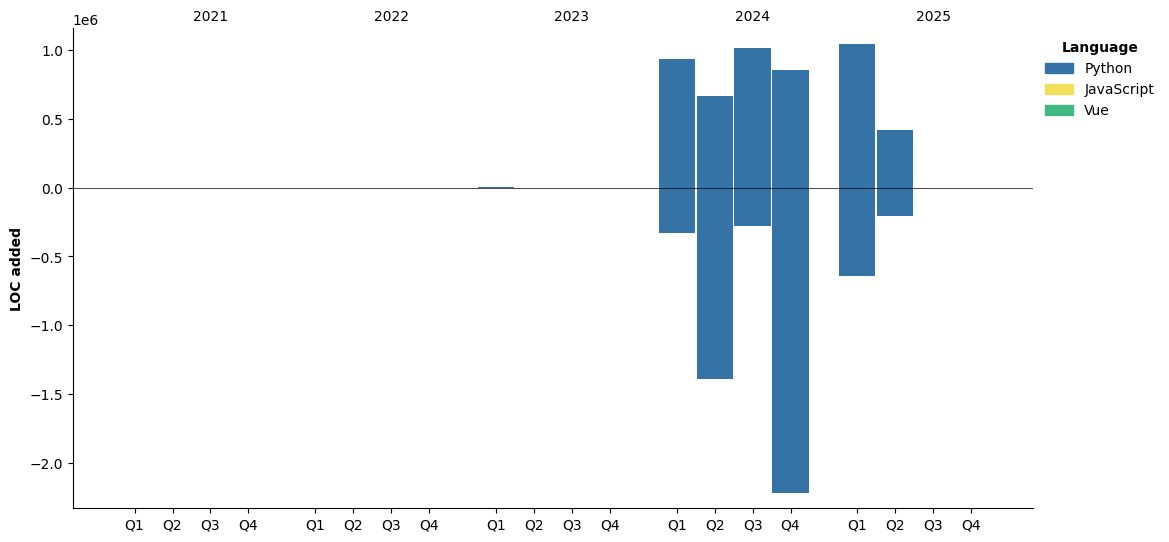 1e6
2021 2022 2023 2024 2025
Language
Python
JavaScript
Vue
LOC added
1.0
0.5
0.0
−0.5
−1.0
−1.5
−2.0
Q1 Q2 Q3 Q4 Q1 Q2 Q3 Q4 Q1 Q2 Q3 Q4 Q1 Q2 Q3 Q4 Q1 Q2 Q3 Q4